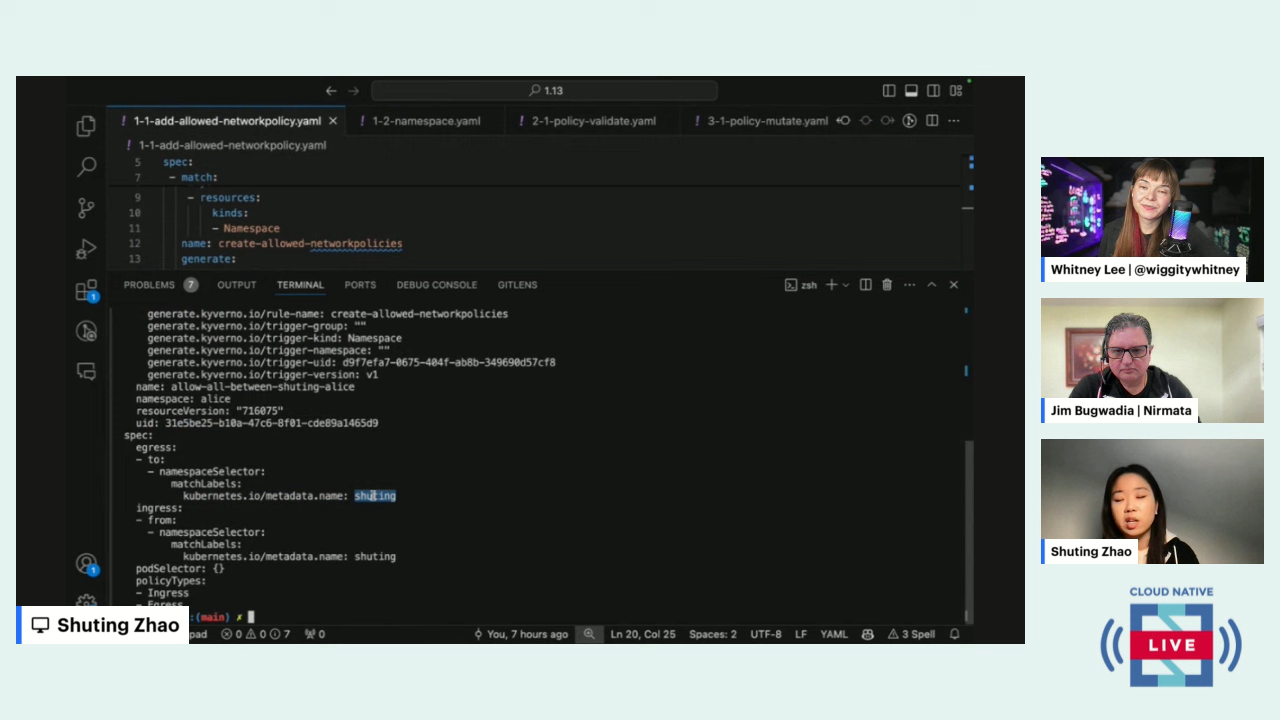 1.13
1-1-add-allowed-networkpolicy.yaml
1-2-namespace.yaml
2-1-policy-validate.yaml
3-1-policy-mutate.yaml
1-1-add-allowed-networkpolicy.yaml
5 spec:
7 - match:
9 - resources:
10 kinds:
11 - Namespace
12 name: create-allowed-networkpolicies
13 generate:
PROBLEMS 7 OUTPUT TERMINAL PORTS DEBUG CONSOLE GITLENS zsh
generate.kyverno.io/rule-name: create-allowed-networkpolicies
generate.kyverno.io/trigger-group: ""
generate.kyverno.io/trigger-kind: Namespace
generate.kyverno.io/trigger-namespace: ""
generate.kyverno.io/trigger-uid: d9f7efa7-0675-404f-ab8b-349690d57cf8
generate.kyverno.io/trigger-version: v1
name: allow-all-between-shuting-alice
namespace: alice
resourceVersion: "716075"
uid: 31e5be25-b10a-47c6-8f01-cde89a1465d9
spec:
egress:
- to:
- namespaceSelector:
matchLabels:
kubernetes.io/metadata.name: shuting
ingress:
- from:
- namespaceSelector:
matchLabels:
kubernetes.io/metadata.name: shuting
podSelector: {}
policyTypes:
- Ingress
- Egress
:(main) ✗
1
1
pad 0 0 7 0 You, 7 hours ago Ln 20, Col 25 Spaces: 2 UTF-8 LF YAML 3 Spell
Shuting Zhao
Whitney Lee | @wiggitywhitney
Jim Bugwadia | Nirmata
Shuting Zhao
CLOUD NATIVE
LIVE